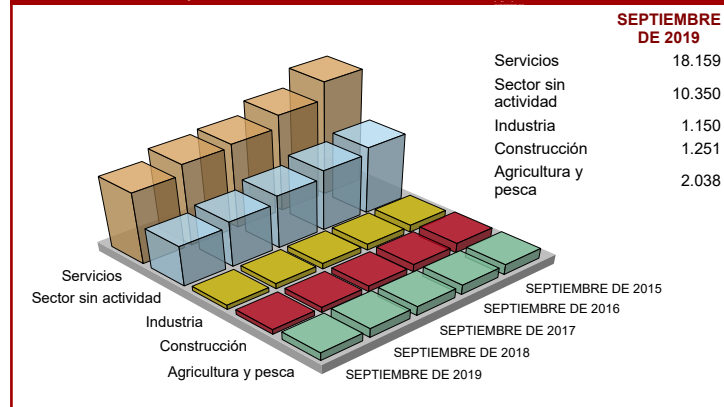 SEPTIEMBRE
DE 2019
Servicios 18.159
Sector sin
actividad 10.350
Industria 1.150
Construcción 1.251
Agricultura y
pesca 2.038
Servicios
Sector sin actividad
Industria
Construcción
Agricultura y pesca
SEPTIEMBRE DE 2015
SEPTIEMBRE DE 2016
SEPTIEMBRE DE 2017
SEPTIEMBRE DE 2018
SEPTIEMBRE DE 2019